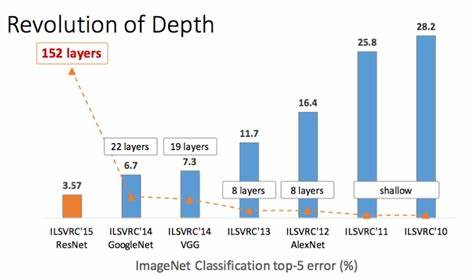 Revolution of Depth
28.2
25.8
152 layers
16.4
22 layers
19 layers
11.7
6.7
7.3
8 layers
8 layers
shallow
3.57
ILSVRC'15
ResNet
ILSVRC'14
GoogleNet
ILSVRC'14
VGG
ILSVRC'13
ILSVRC'12
AlexNet
ILSVRC'11
ILSVRC'10
ImageNet Classification top-5 error (%)